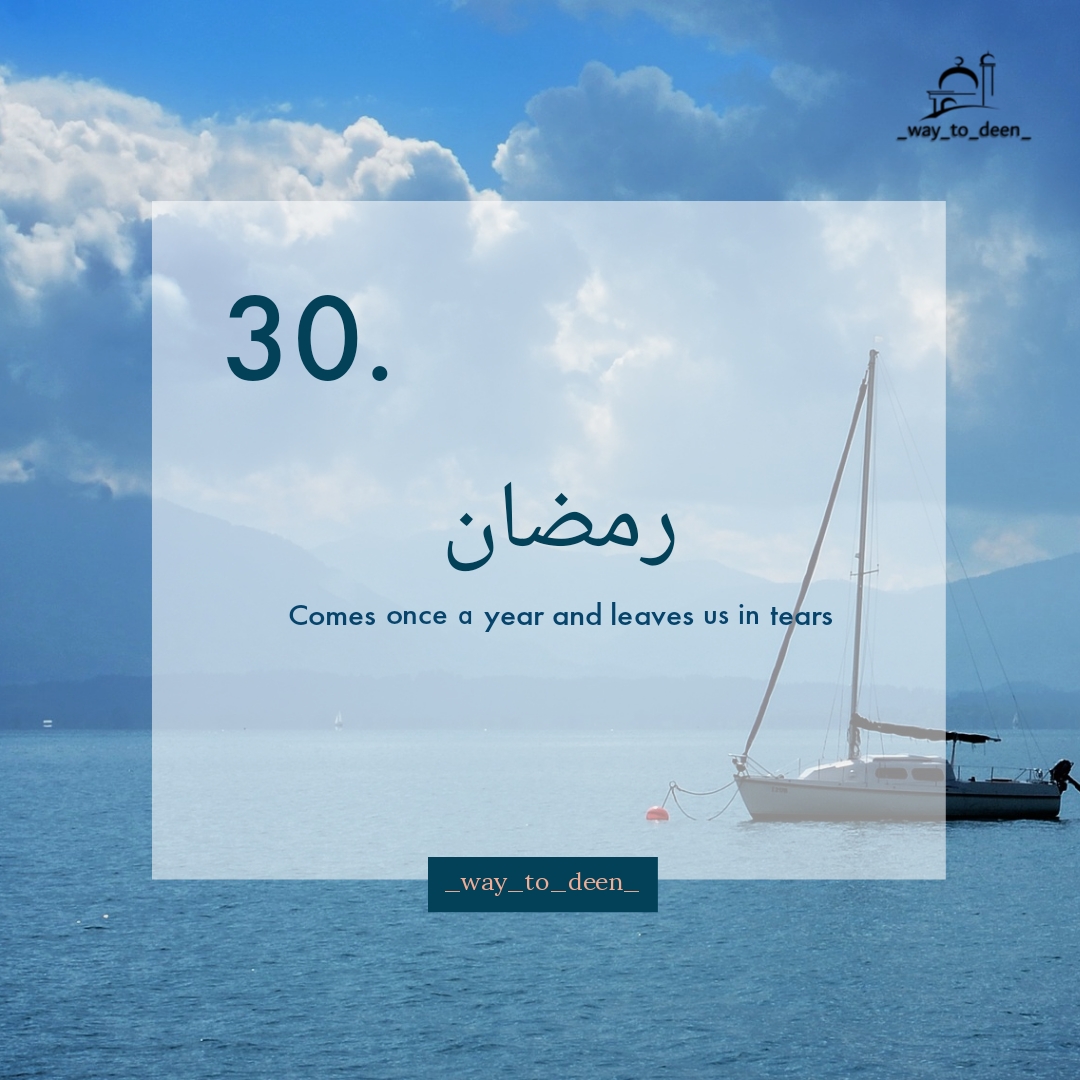 _way_to_deen_
30.
رمضان
Comes once a year and leaves us in tears
_way_to_deen_